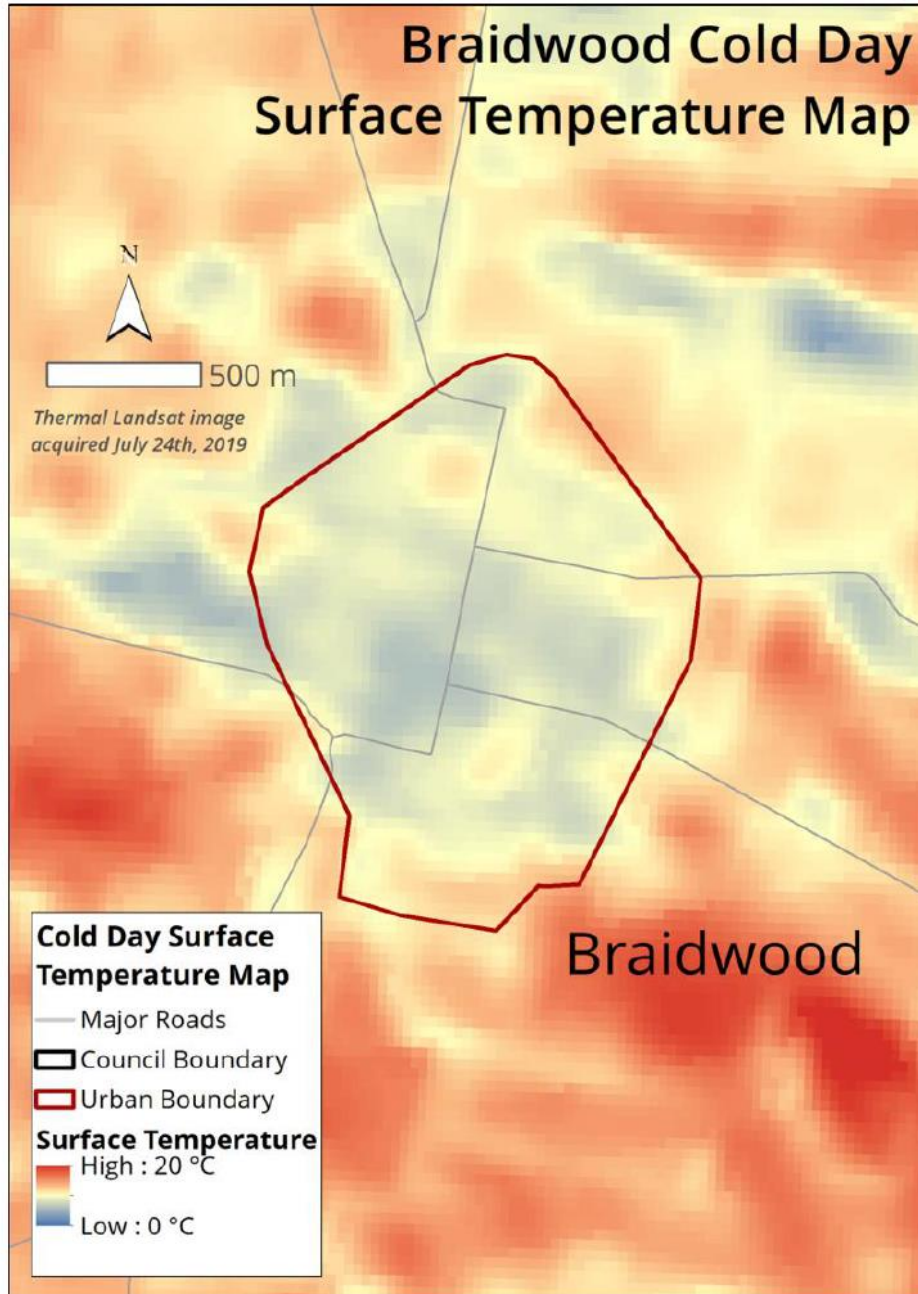 Braidwood Cold Day
Surface Temperature Map
N
500 m
Thermal Landsat image
acquired July 24th, 2019
Braidwood
Cold Day Surface
Temperature Map
Major Roads
Council Boundary
Urban Boundary
Surface Temperature
High : 20 °C
Low : 0 °C